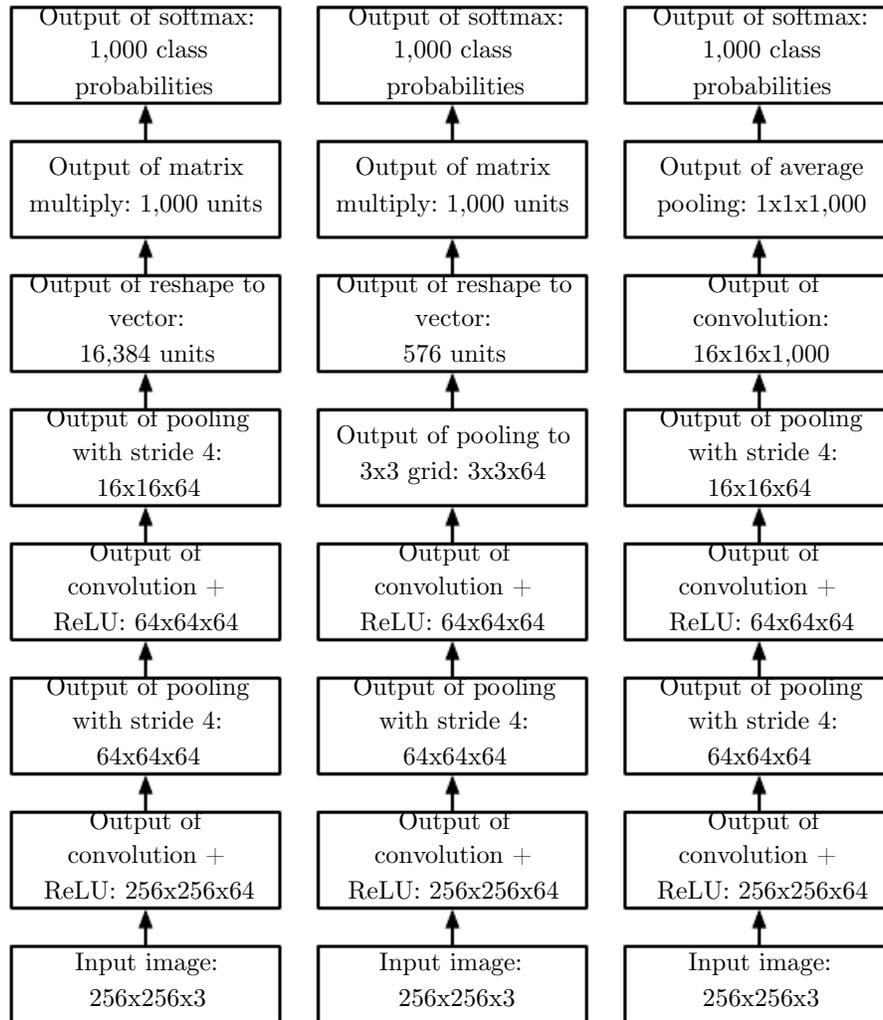 Output of softmax:
1,000 class
probabilities
Output of matrix
multiply: 1,000 units
Output of reshape to
vector:
16,384 units
Output of pooling
with stride 4:
16x16x64
Output of
convolution +
ReLU: 64x64x64
Output of pooling
with stride 4:
64x64x64
Output of
convolution +
ReLU: 256x256x64
Input image:
256x256x3
Output of softmax:
1,000 class
probabilities
Output of matrix
multiply: 1,000 units
Output of reshape to
vector:
576 units
Output of pooling to
3x3 grid: 3x3x64
Output of
convolution +
ReLU: 64x64x64
Output of pooling
with stride 4:
64x64x64
Output of
convolution +
ReLU: 256x256x64
Input image:
256x256x3
Output of softmax:
1,000 class
probabilities
Output of average
pooling: 1x1x1,000
Output of
convolution:
16x16x1,000
Output of pooling
with stride 4:
16x16x64
Output of
convolution +
ReLU: 64x64x64
Output of pooling
with stride 4:
64x64x64
Output of
convolution +
ReLU: 256x256x64
Input image:
256x256x3